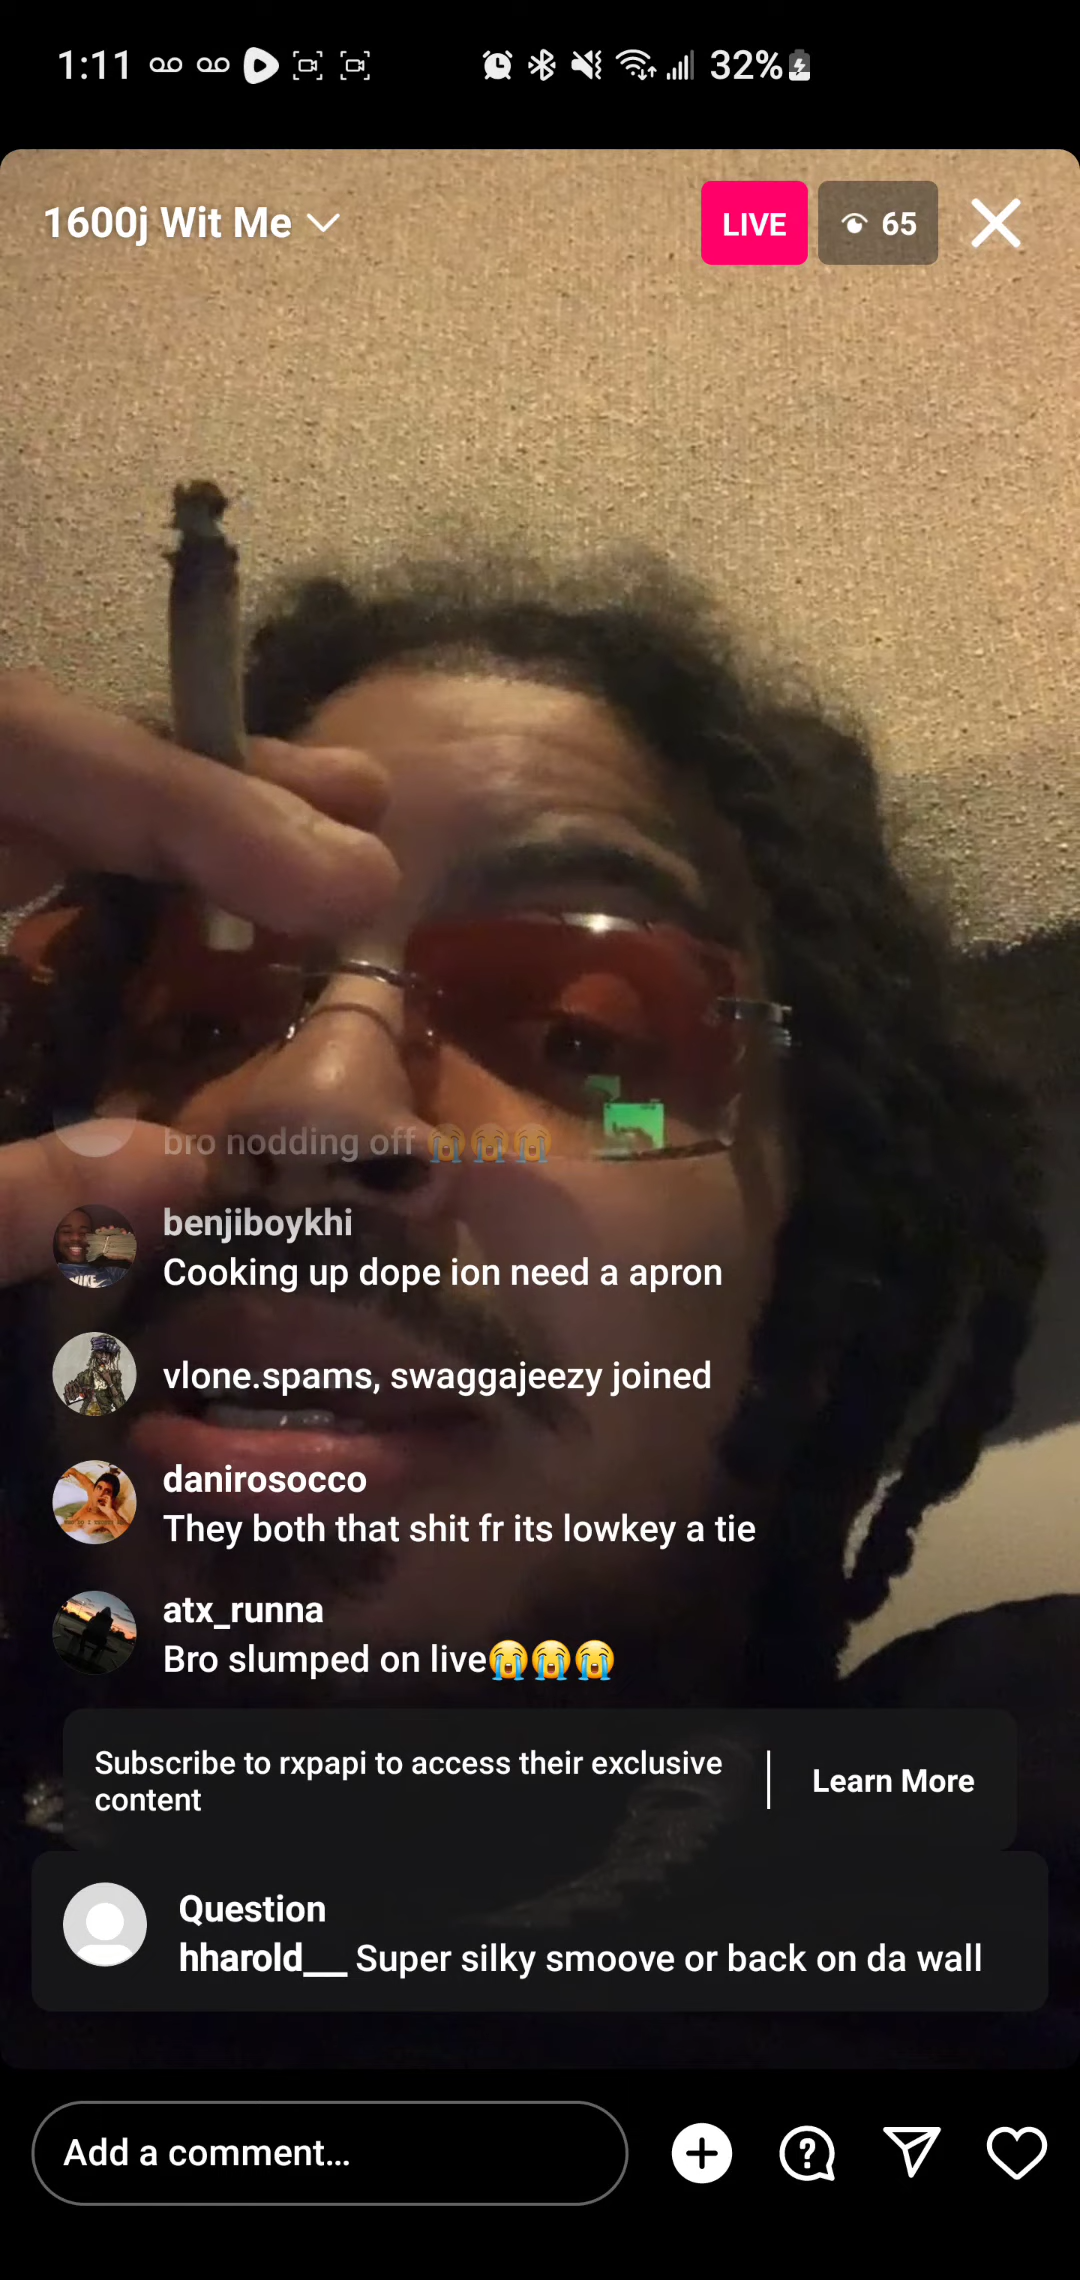 1:11
32%
1600j Wit Me
LIVE
65
bro nodding off 😭😭😭
benjiboykhi
Cooking up dope ion need a apron
vlone.spams, swaggajeezy joined
danirosocco
They both that shit fr its lowkey a tie
atx_runna
Bro slumped on live😭😭😭
Subscribe to rxpapi to access their exclusive
content
Learn More
Question
hharold__ Super silky smoove or back on da wall
Add a comment...